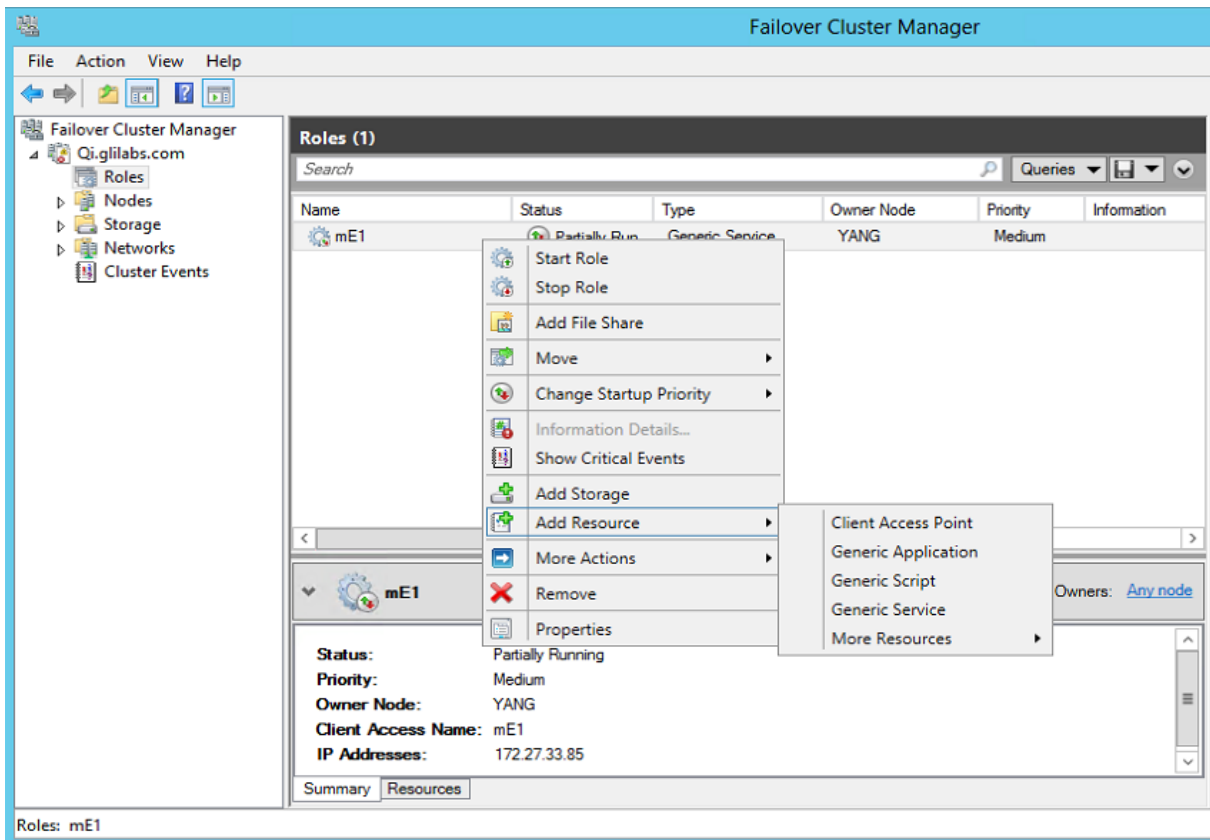 Failover Cluster Manager
File Action View Help
Failover Cluster Manager
Qi.glilabs.com
Roles
Nodes
Storage
Networks
Cluster Events
Roles (1)
Search
Queries
Name Status Type Owner Node Priority Information
mE1 Partially Run Generic Service YANG Medium
Start Role
Stop Role
Add File Share
Move
Change Startup Priority
Information Details...
Show Critical Events
Add Storage
Add Resource
More Actions
Remove
Properties
Client Access Point
Generic Application
Generic Script
Generic Service
More Resources
mE1
Owners: Any node
Status: Partially Running
Priority: Medium
Owner Node: YANG
Client Access Name: mE1
IP Addresses: 172.27.33.85
Summary Resources
Roles: mE1